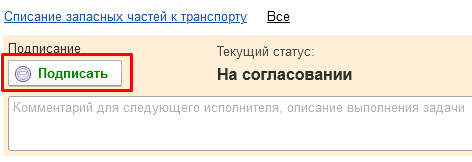 Списание запасных частей к транспорту Все
Подписание
Текущий статус:
Подписать
На согласовании
Комментарий для следующего исполнителя, описание выполнения задачи